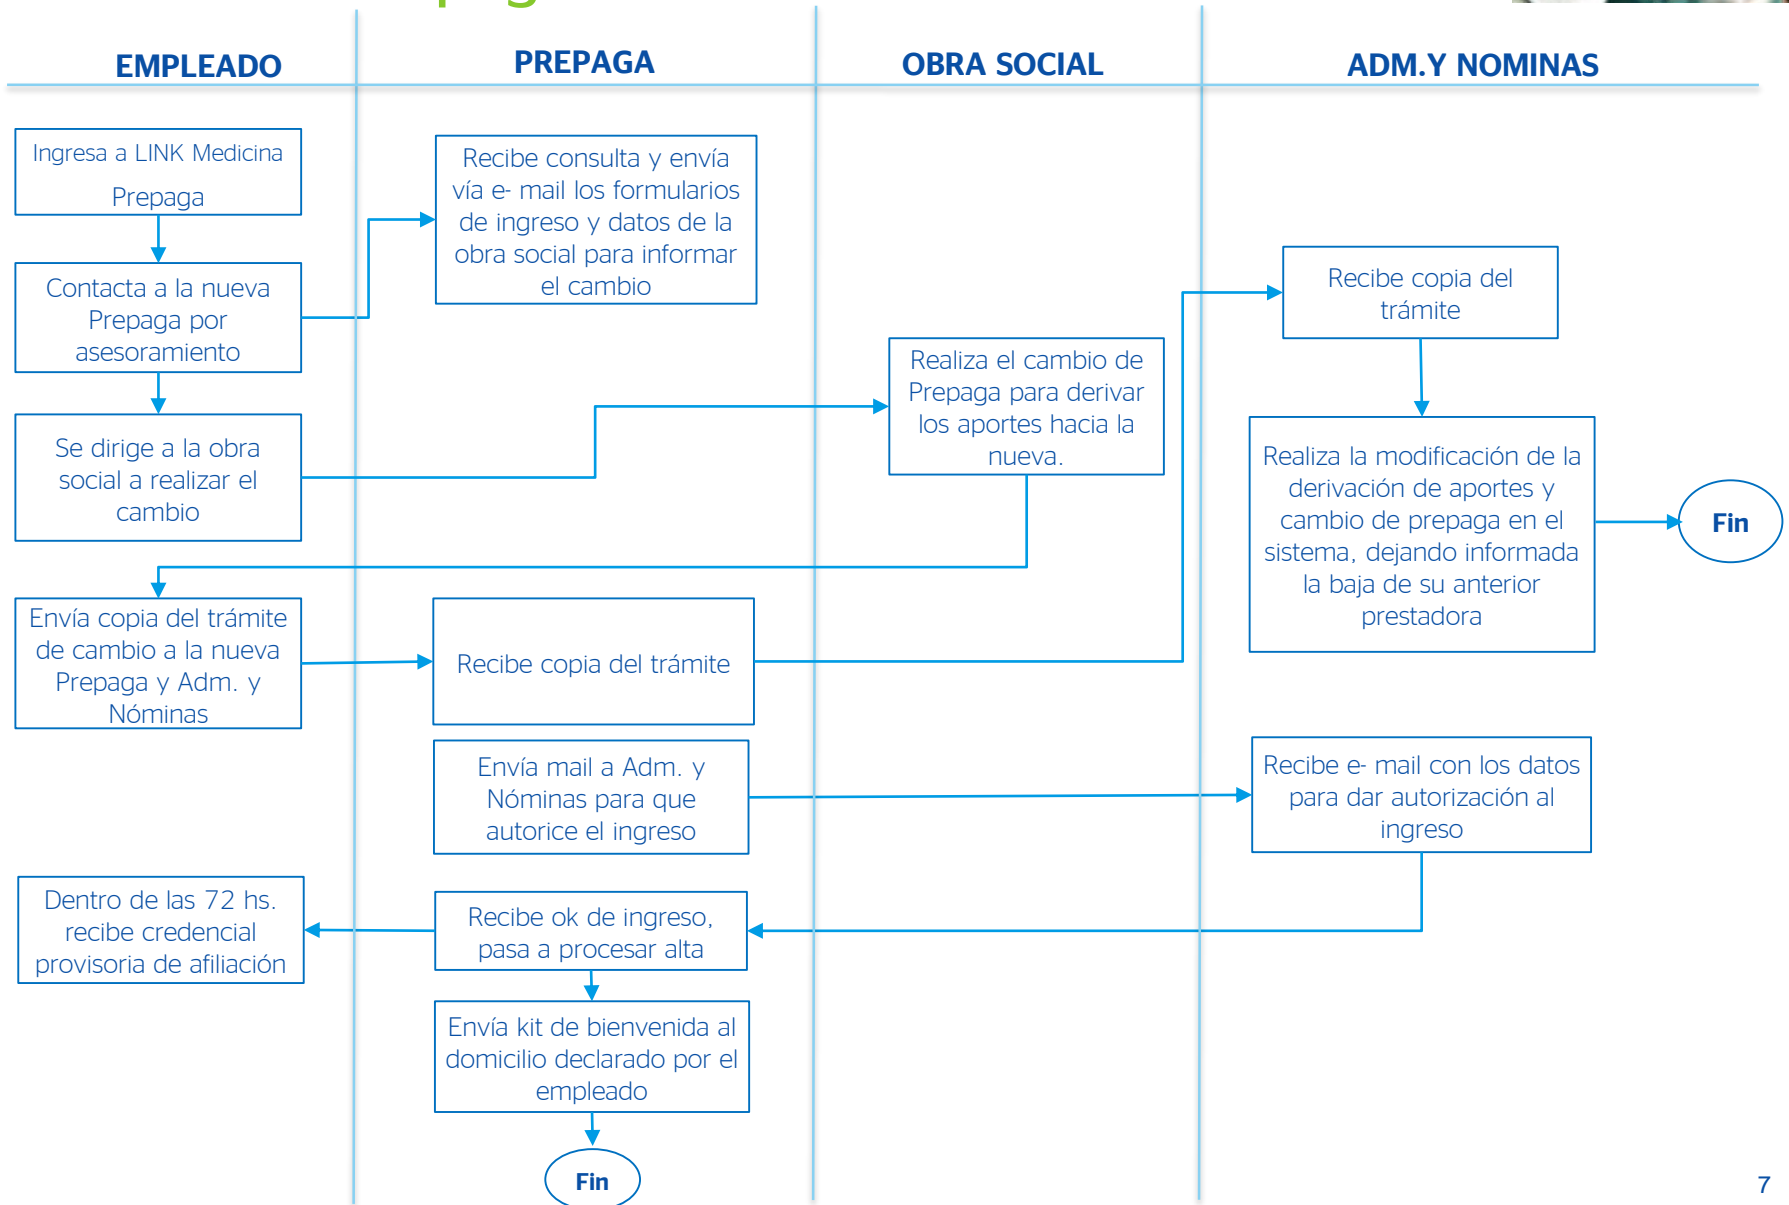 EMPLEADO
PREPAGA
OBRA SOCIAL
ADM.Y NOMINAS
Ingresa a LINK Medicina
Prepaga
Contacta a la nueva
Prepaga por
asesoramiento
Se dirige a la obra
social a realizar el
cambio
Envía copia del trámite
de cambio a la nueva
Prepaga y Adm. y
Nóminas
Dentro de las 72 hs.
recibe credencial
provisoria de afiliación
Recibe consulta y envía
vía e- mail los formularios
de ingreso y datos de la
obra social para informar
el cambio
Recibe copia del trámite
Envía mail a Adm. y
Nóminas para que
autorice el ingreso
Recibe ok de ingreso,
pasa a procesar alta
Envía kit de bienvenida al
domicilio declarado por el
empleado
Fin
Realiza el cambio de
Prepaga para derivar
los aportes hacia la
nueva.
Recibe copia del
trámite
Realiza la modificación de la
derivación de aportes y
cambio de prepaga en el
sistema, dejando informada
la baja de su anterior
prestadora
Fin
Recibe e- mail con los datos
para dar autorización al
ingreso
7